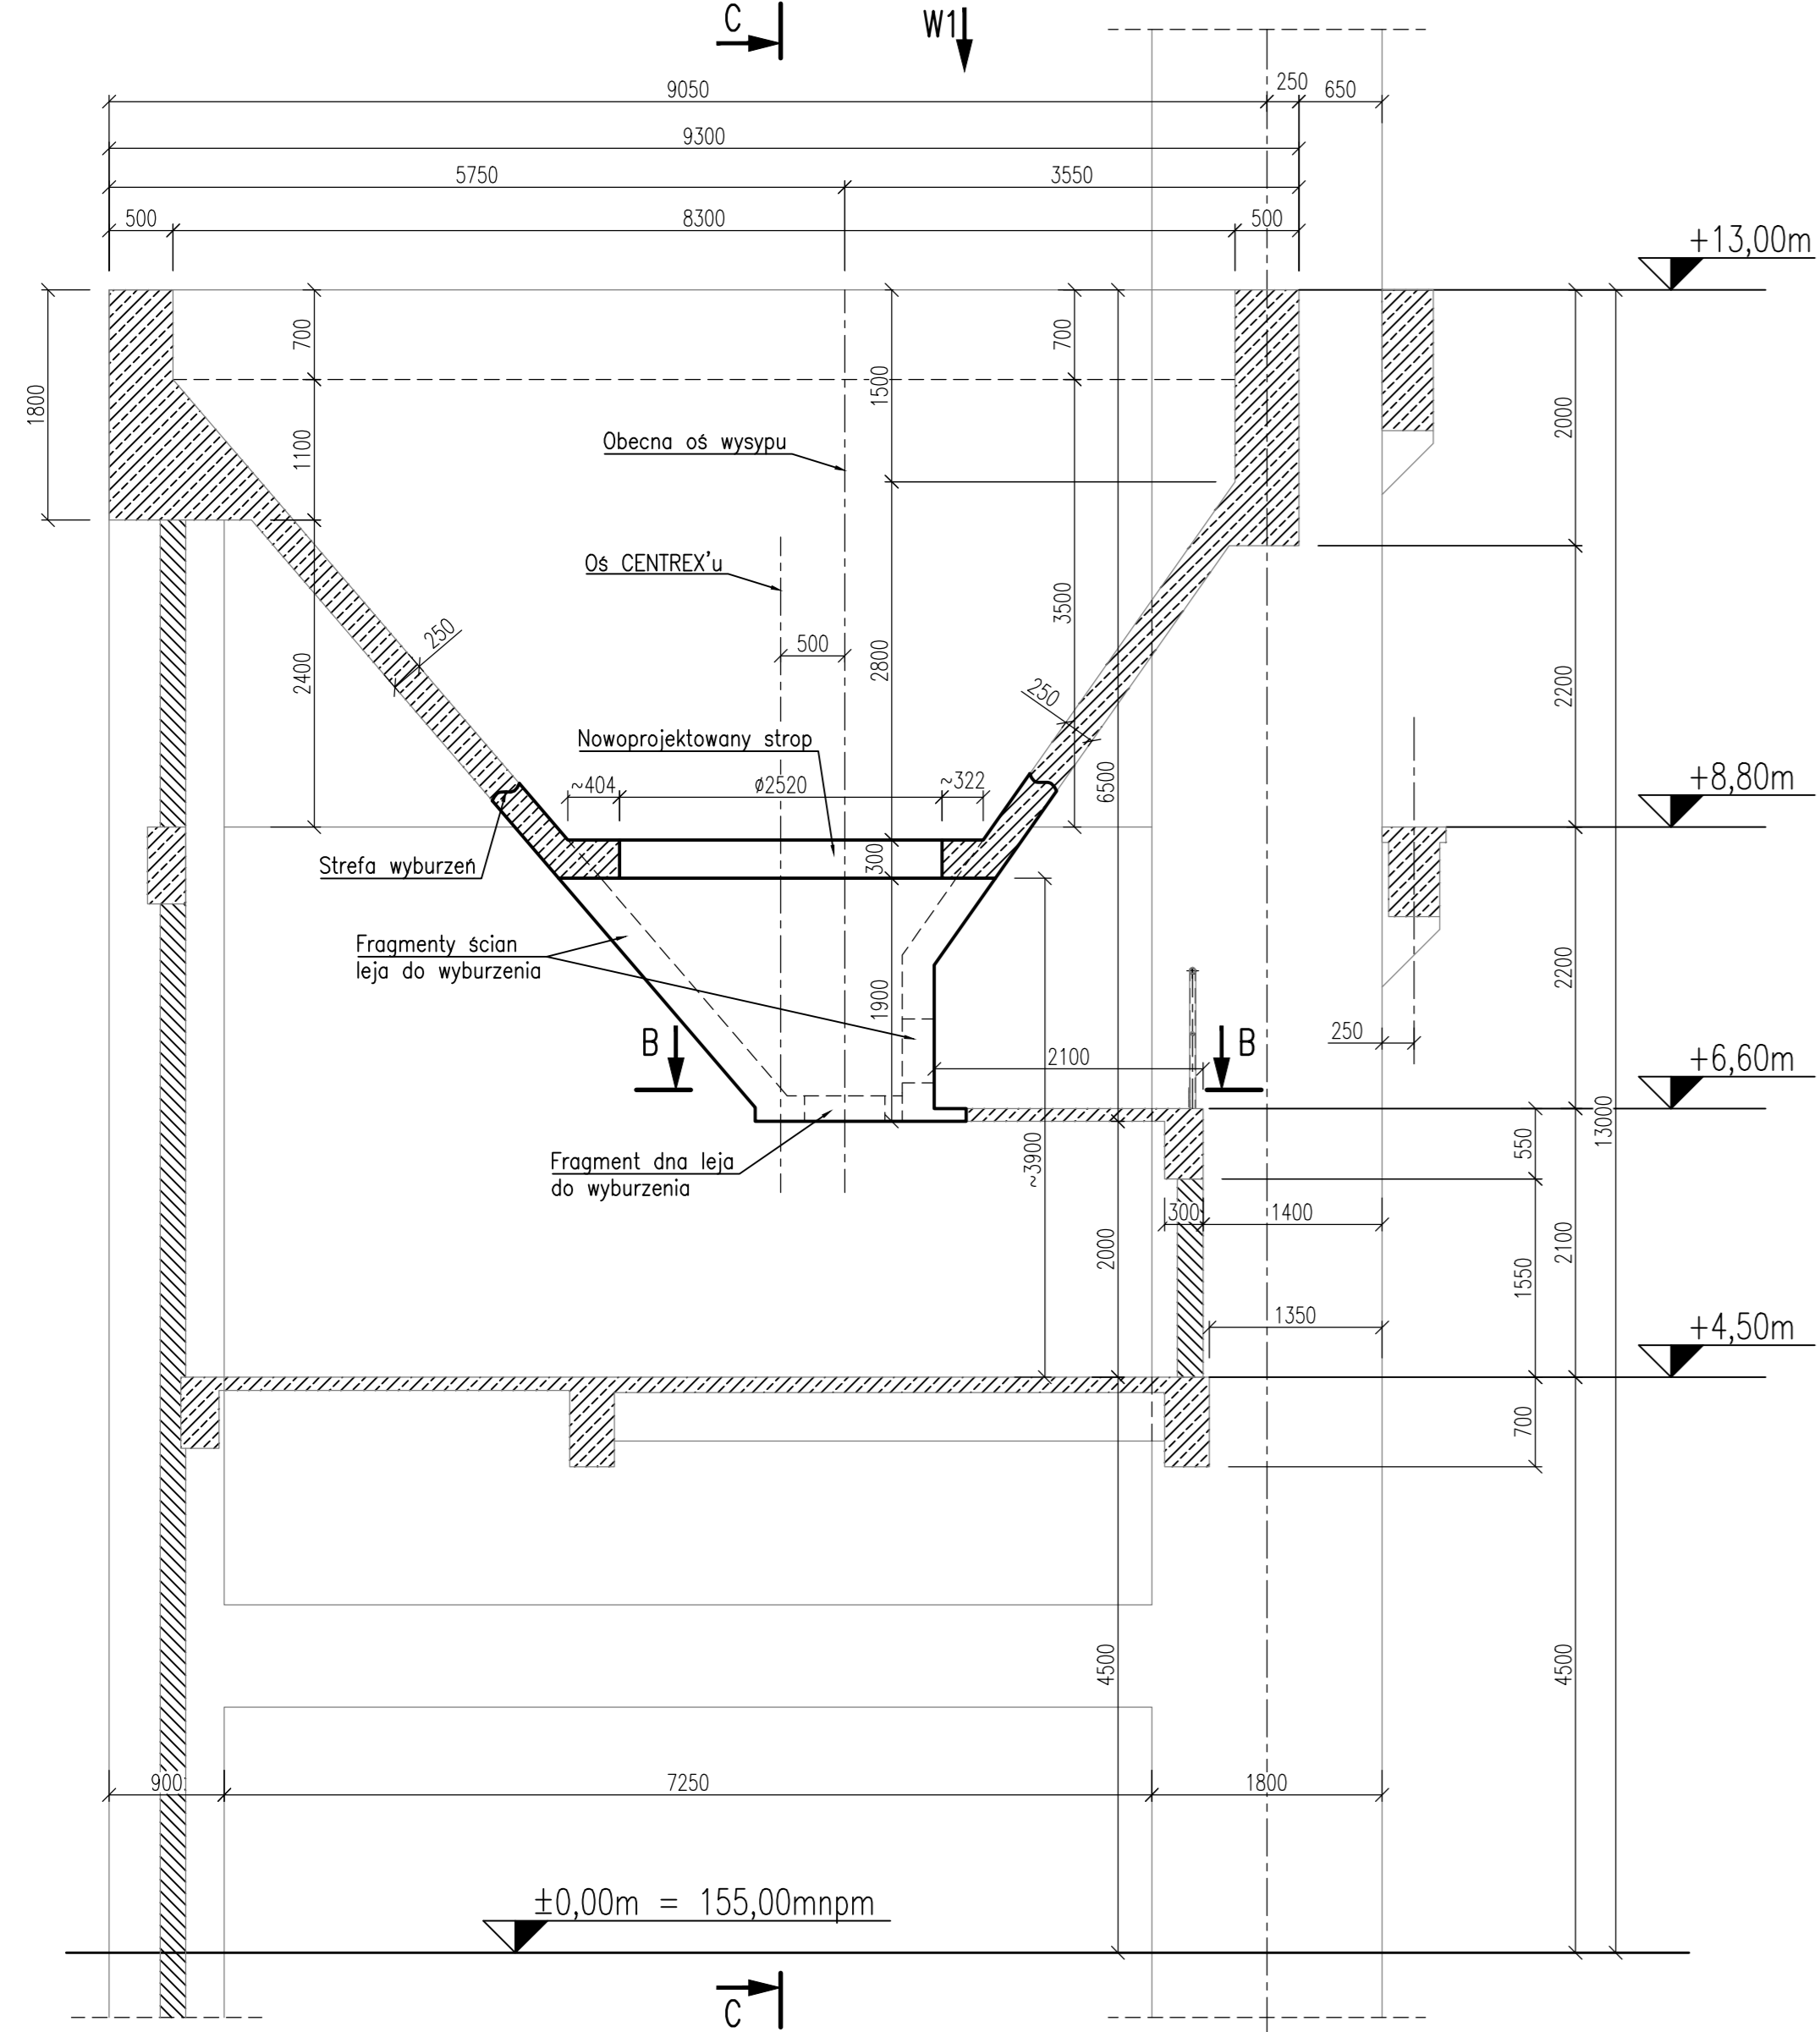 C
W1
9050
250
650
9300
5750
3550
500
8300
500
+13,00m
700
700
1800
1500
2000
1100
Obecna oś wysypu
Oś CENTREX'u
3500
250
500
2400
2800
2200
250
Nowoprojektowany strop
6500
+8,80m
~404
ø2520
~322
Strefa wyburzeń
300
Fragmenty ścian
leja do wyburzenia
1900
2200
B
B
250
2100
+6,60m
13000
Fragment dna leja
do wyburzenia
~3900
550
300
1400
2000
2100
1550
1350
+4,50m
700
4500
4500
900
7250
1800
±0,00m = 155,00mnpm
C